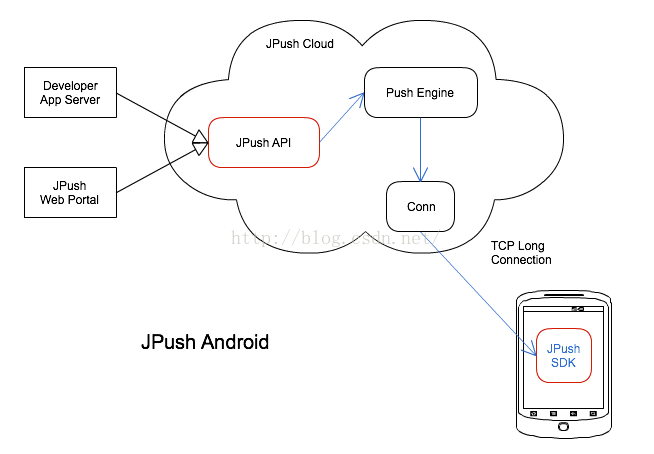 JPush Cloud
Developer
App Server
Push Engine
JPush API
JPush
Web Portal
Conn
http://blog.csdn.net/
TCP Long
Connection
JPush Android
JPush
SDK